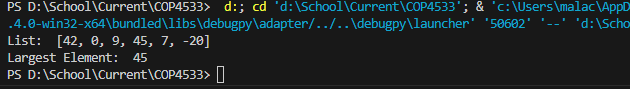 PS D:\School\Current\COP4533> d:; cd 'd:\School\Current\COP4533'; & 'c:\Users\malac\AppD
.4.0-win32-x64\bundled\libs\debugpy\adapter/../..\debugpy\launcher' '50602' '--' 'd:\Scho
List:  [42, 0, 9, 45, 7, -20]
Largest Element:  45
PS D:\School\Current\COP4533>